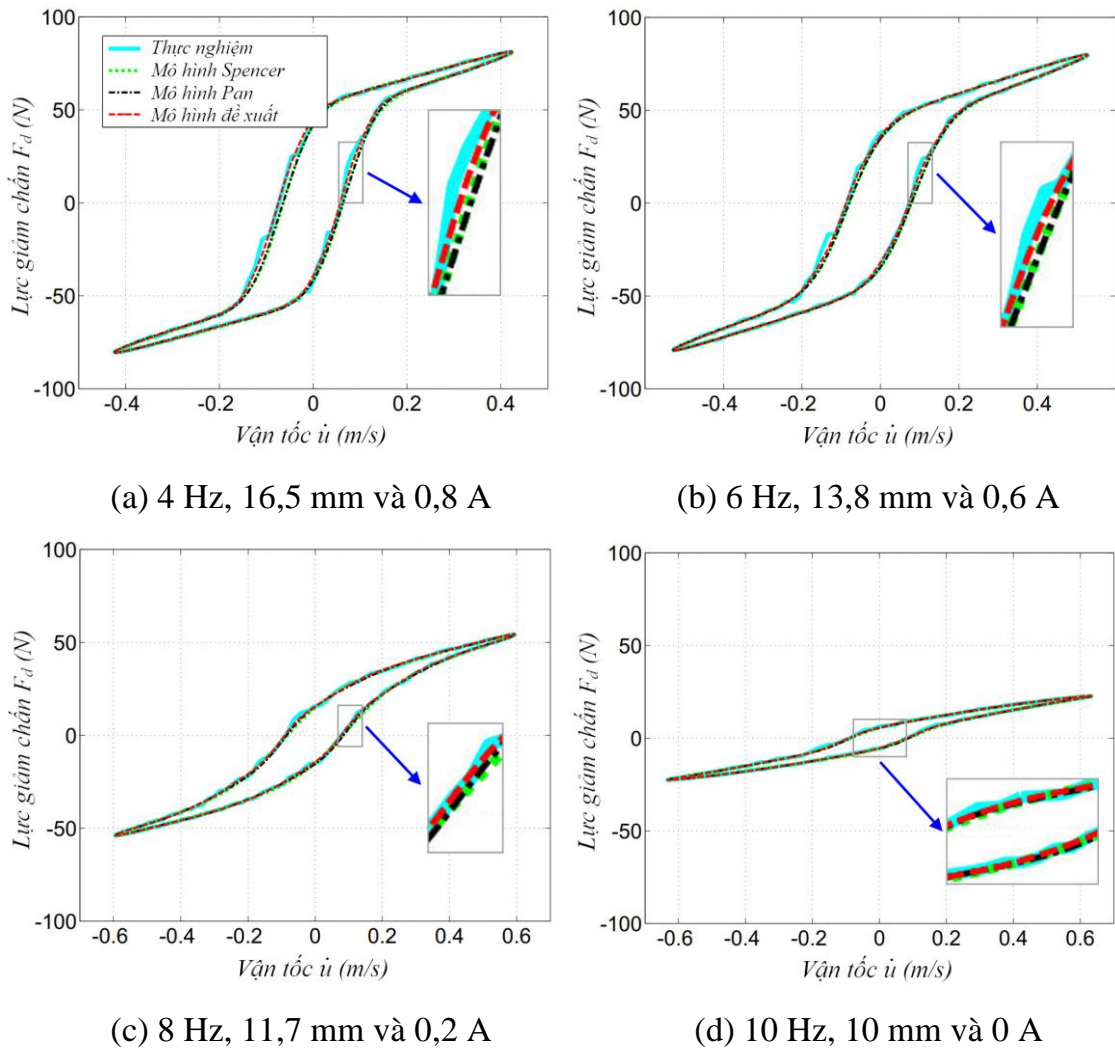 100
50
0
-50
-100
Lực giảm chấn F_d (N)
Thực nghiệm
Mô hình Spencer
Mô hình Pan
Mô hình đề xuất
-0.4 -0.2 0 0.2 0.4
Vận tốc u̇ (m/s)
(a) 4 Hz, 16,5 mm và 0,8 A
100
50
0
-50
-100
Lực giảm chấn F_d (N)
-0.4 -0.2 0 0.2 0.4
Vận tốc u̇ (m/s)
(b) 6 Hz, 13,8 mm và 0,6 A
100
50
0
-50
-100
Lực giảm chấn F_d (N)
-0.6 -0.4 -0.2 0 0.2 0.4 0.6
Vận tốc u̇ (m/s)
(c) 8 Hz, 11,7 mm và 0,2 A
100
50
0
-50
-100
Lực giảm chấn F_d (N)
-0.6 -0.4 -0.2 0 0.2 0.4 0.6
Vận tốc u̇ (m/s)
(d) 10 Hz, 10 mm và 0 A